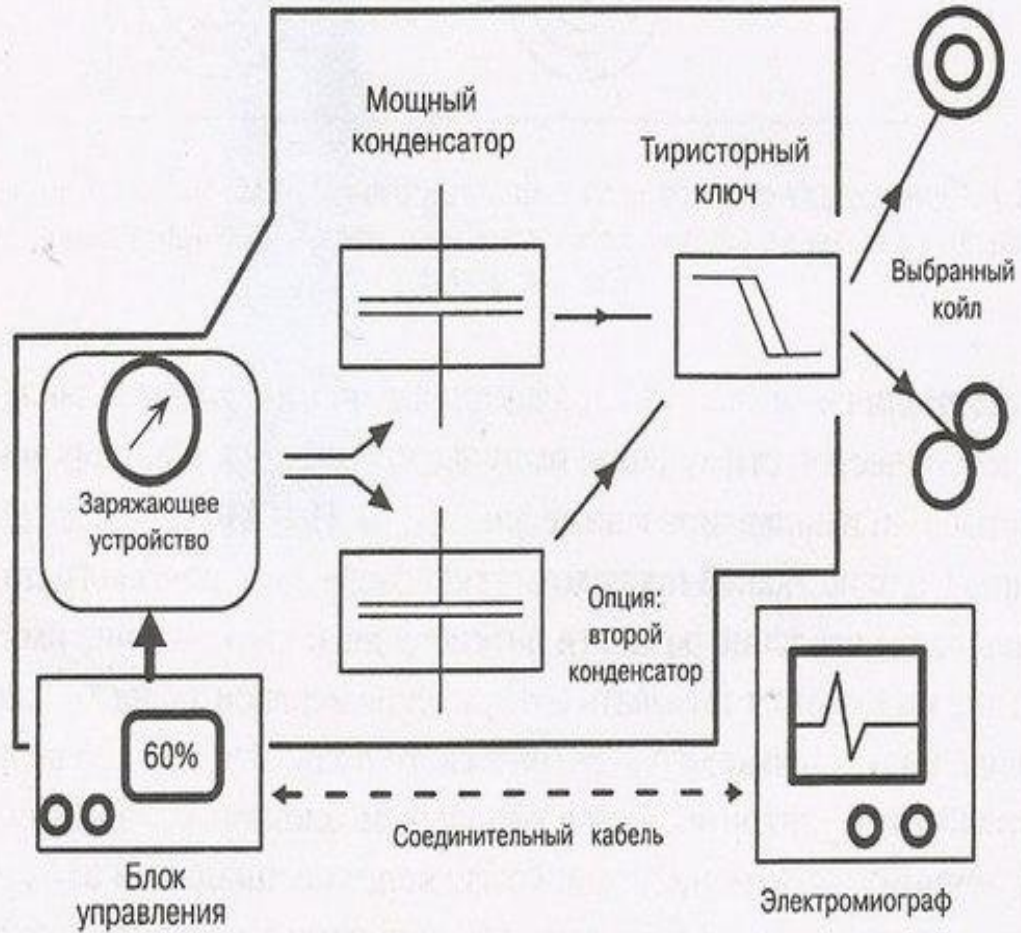 Мощный
конденсатор
Тиристорный
ключ
Выбранный
койл
Заряжающее
устройство
Опция:
второй
конденсатор
60%
Соединительный кабель
Блок
управления
Электромиограф